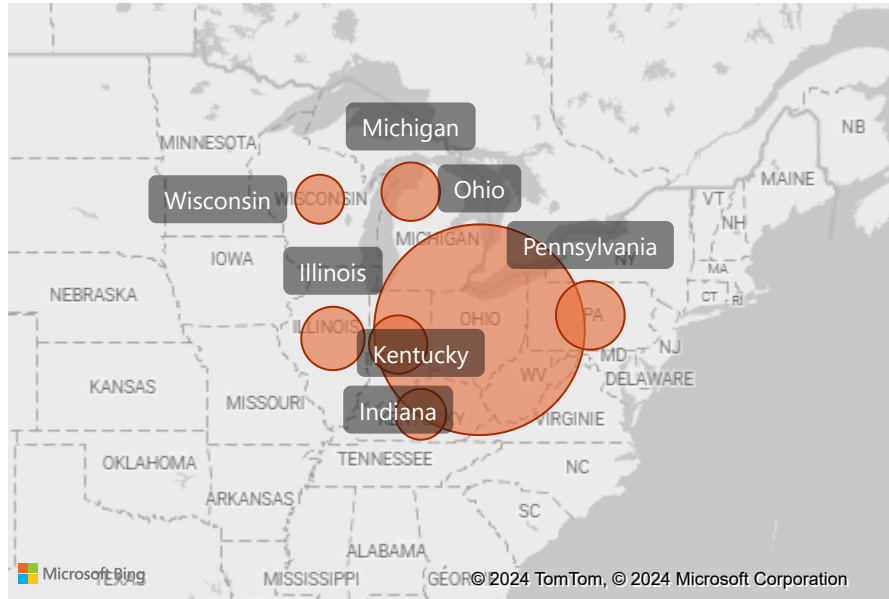 NB
Michigan
MINNESOTA
MAINE
Wisconsin
WISCONSIN
Ohio
VT
NH
MICHIGAN
Pennsylvania
NY
IOWA
Illinois
MA
CT
RI
NEBRASKA
ILLINOIS
OHIO
PA
NJ
Kentucky
MD
KANSAS
WV
DELAWARE
MISSOURI
Indiana
KENTUCKY
VIRGINIE
OKLAHOMA
TENNESSEE
NC
ARKANSAS
SC
ALABAMA
Microsoft Bing
TEXAS
MISSISSIPPI
© 2024 TomTom, © 2024 Microsoft Corporation